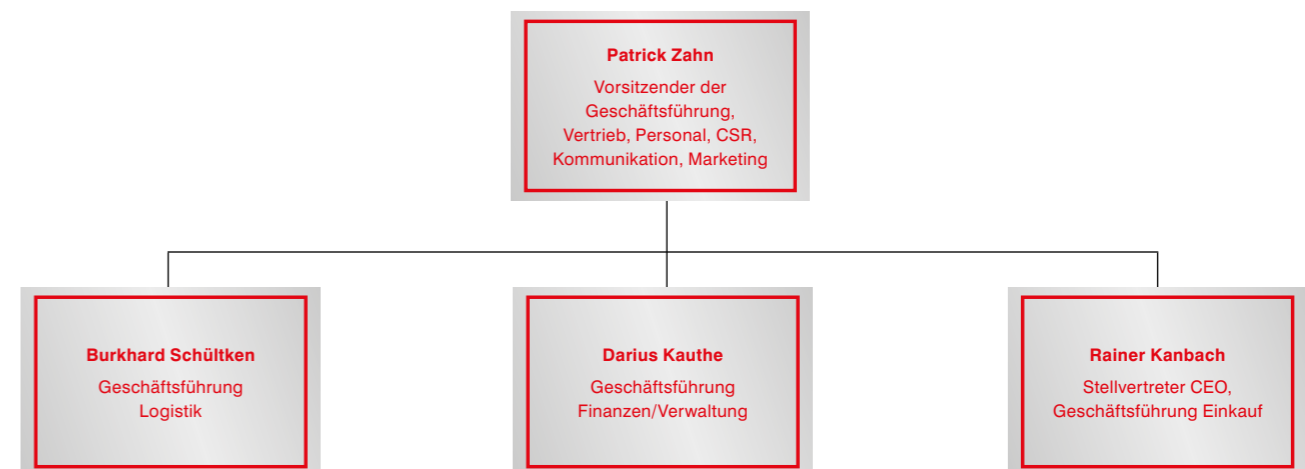 Patrick Zahn
Vorsitzender der
Geschäftsführung,
Vertrieb, Personal, CSR,
Kommunikation, Marketing
Burkhard Schültken
Geschäftsführung
Logistik
Darius Kauthe
Geschäftsführung
Finanzen/Verwaltung
Rainer Kanbach
Stellvertreter CEO,
Geschäftsführung Einkauf